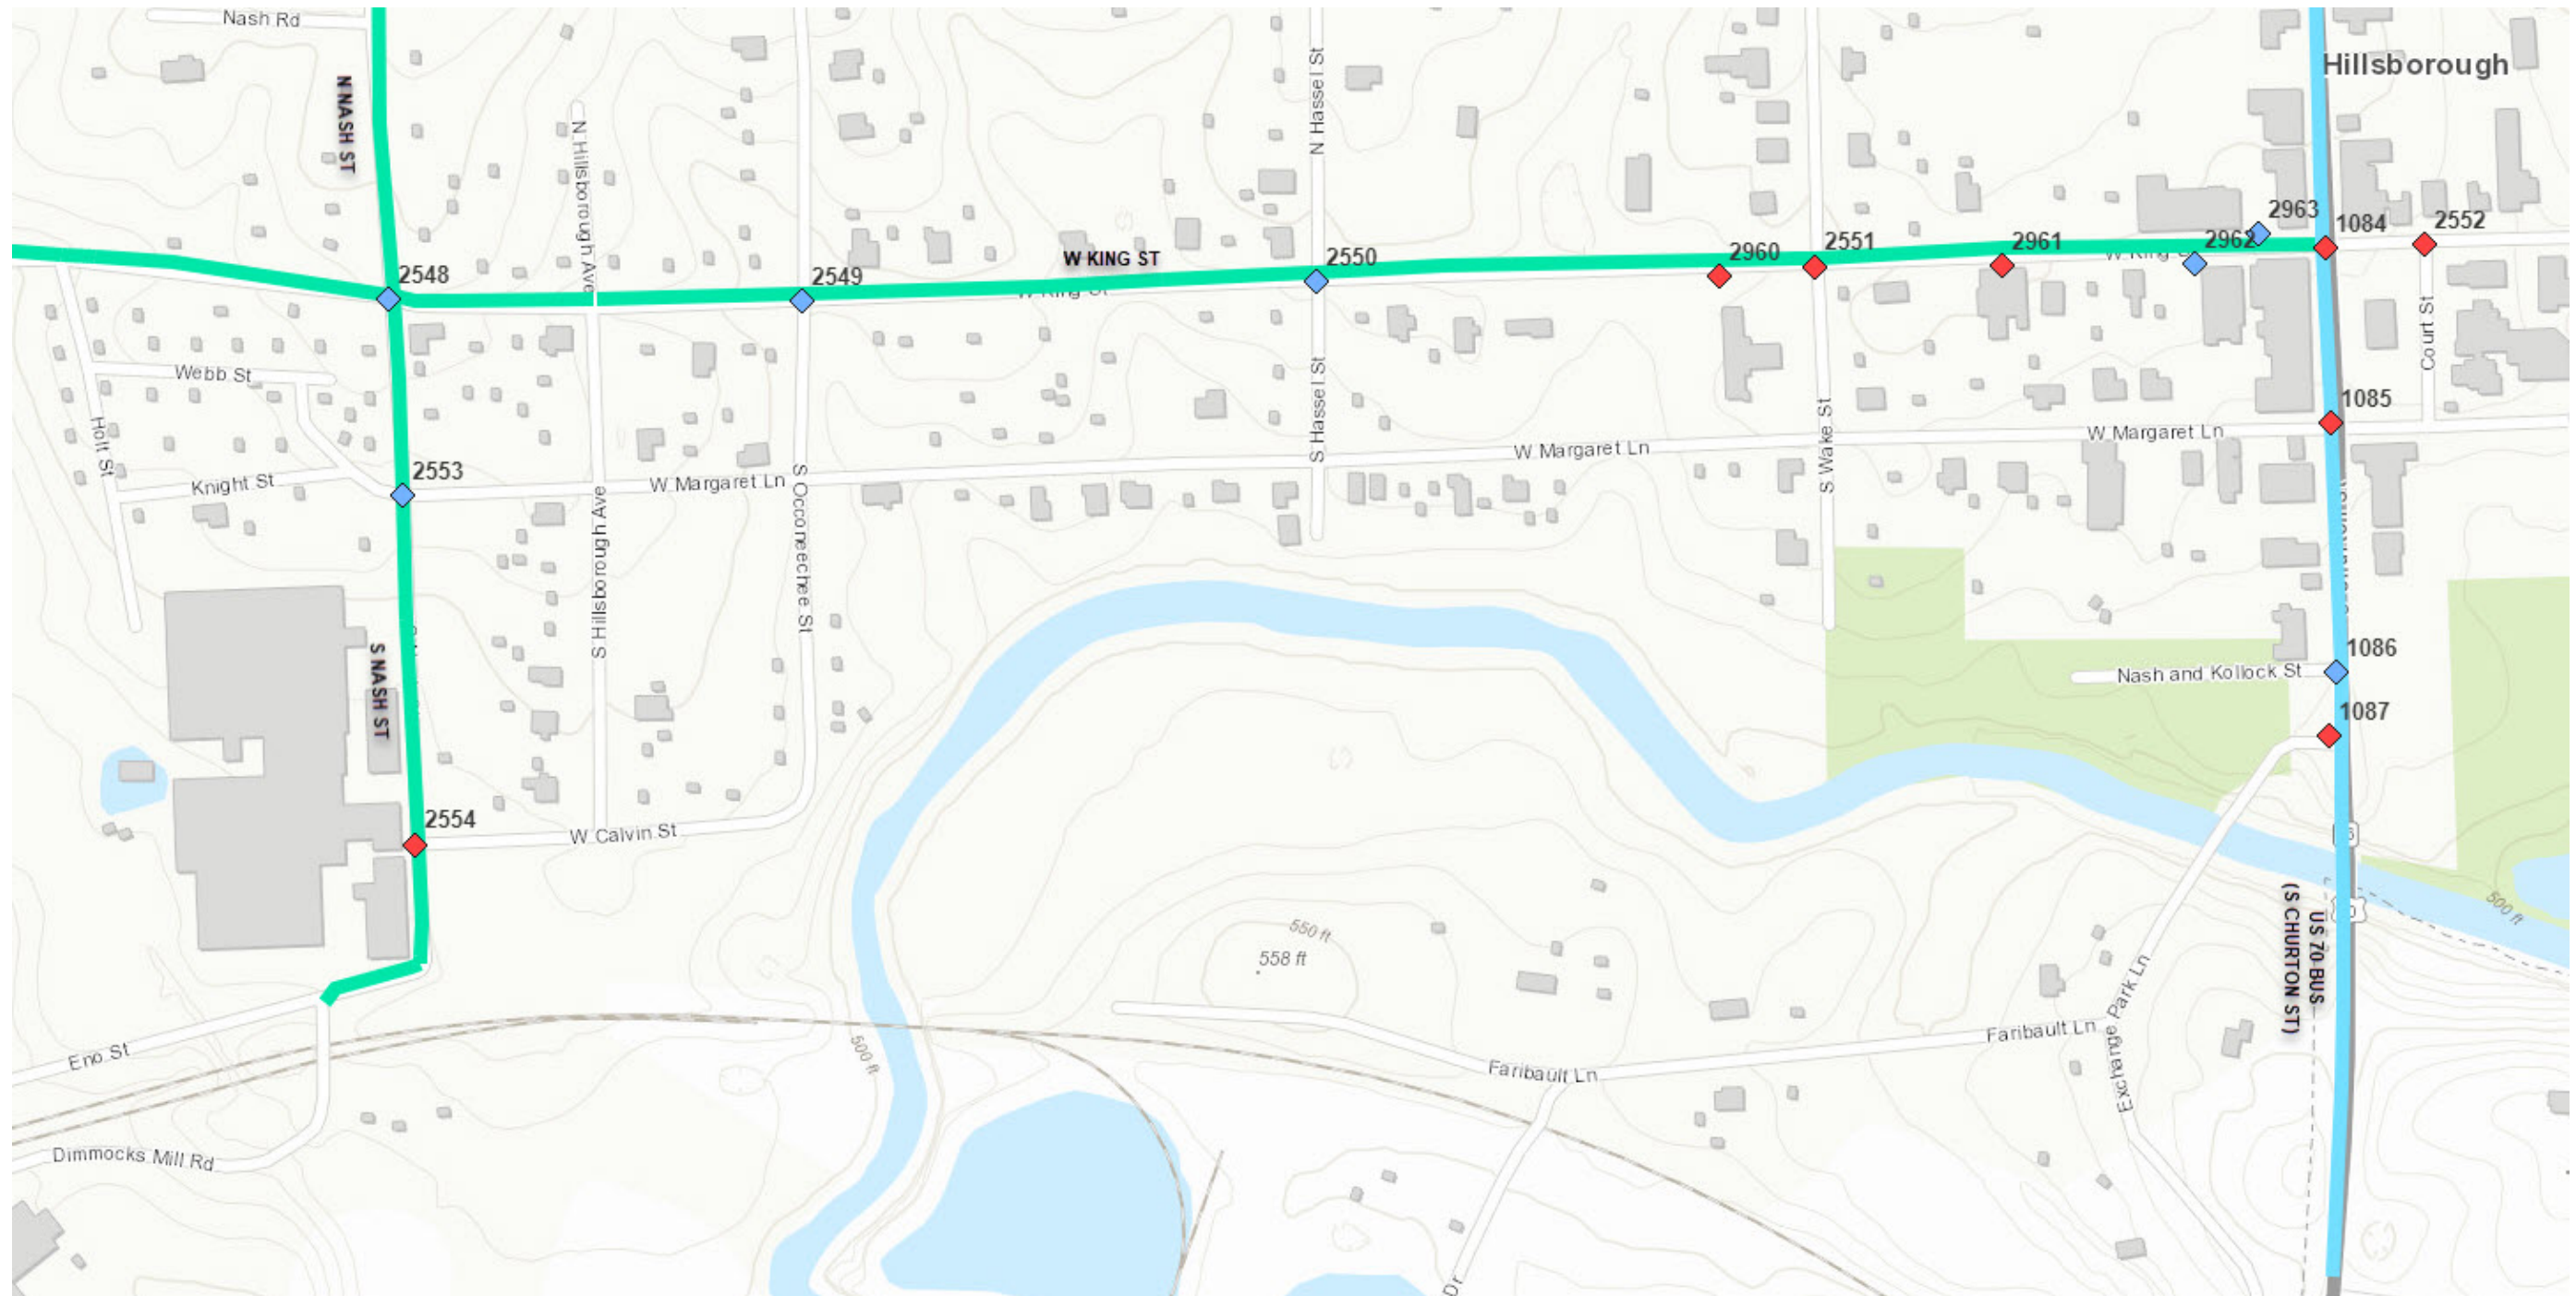 Nash Rd
Hillsborough
N NASH ST
N Hillsborough Ave
N Hassel St
2963
1084
2552
2548
2549
2550
W KING ST
2960
2551
2961
2962
W King St
Webb St
Holt St
Knight St
2553
W Margaret Ln
S Occoneechee St
S Hassel St
W Margaret Ln
S Wake St
W Margaret Ln
1085
Court St
S Hillsborough Ave
S NASH ST
1086
Nash and Kollock St
1087
2554
W Calvin St
550 ft
558 ft
500 ft
US 70 BUS
(S CHURTON ST)
500 ft
Exchange Park Ln
Faribault Ln
Faribault Ln
Eno St
Dimmocks Mill Rd
Dr